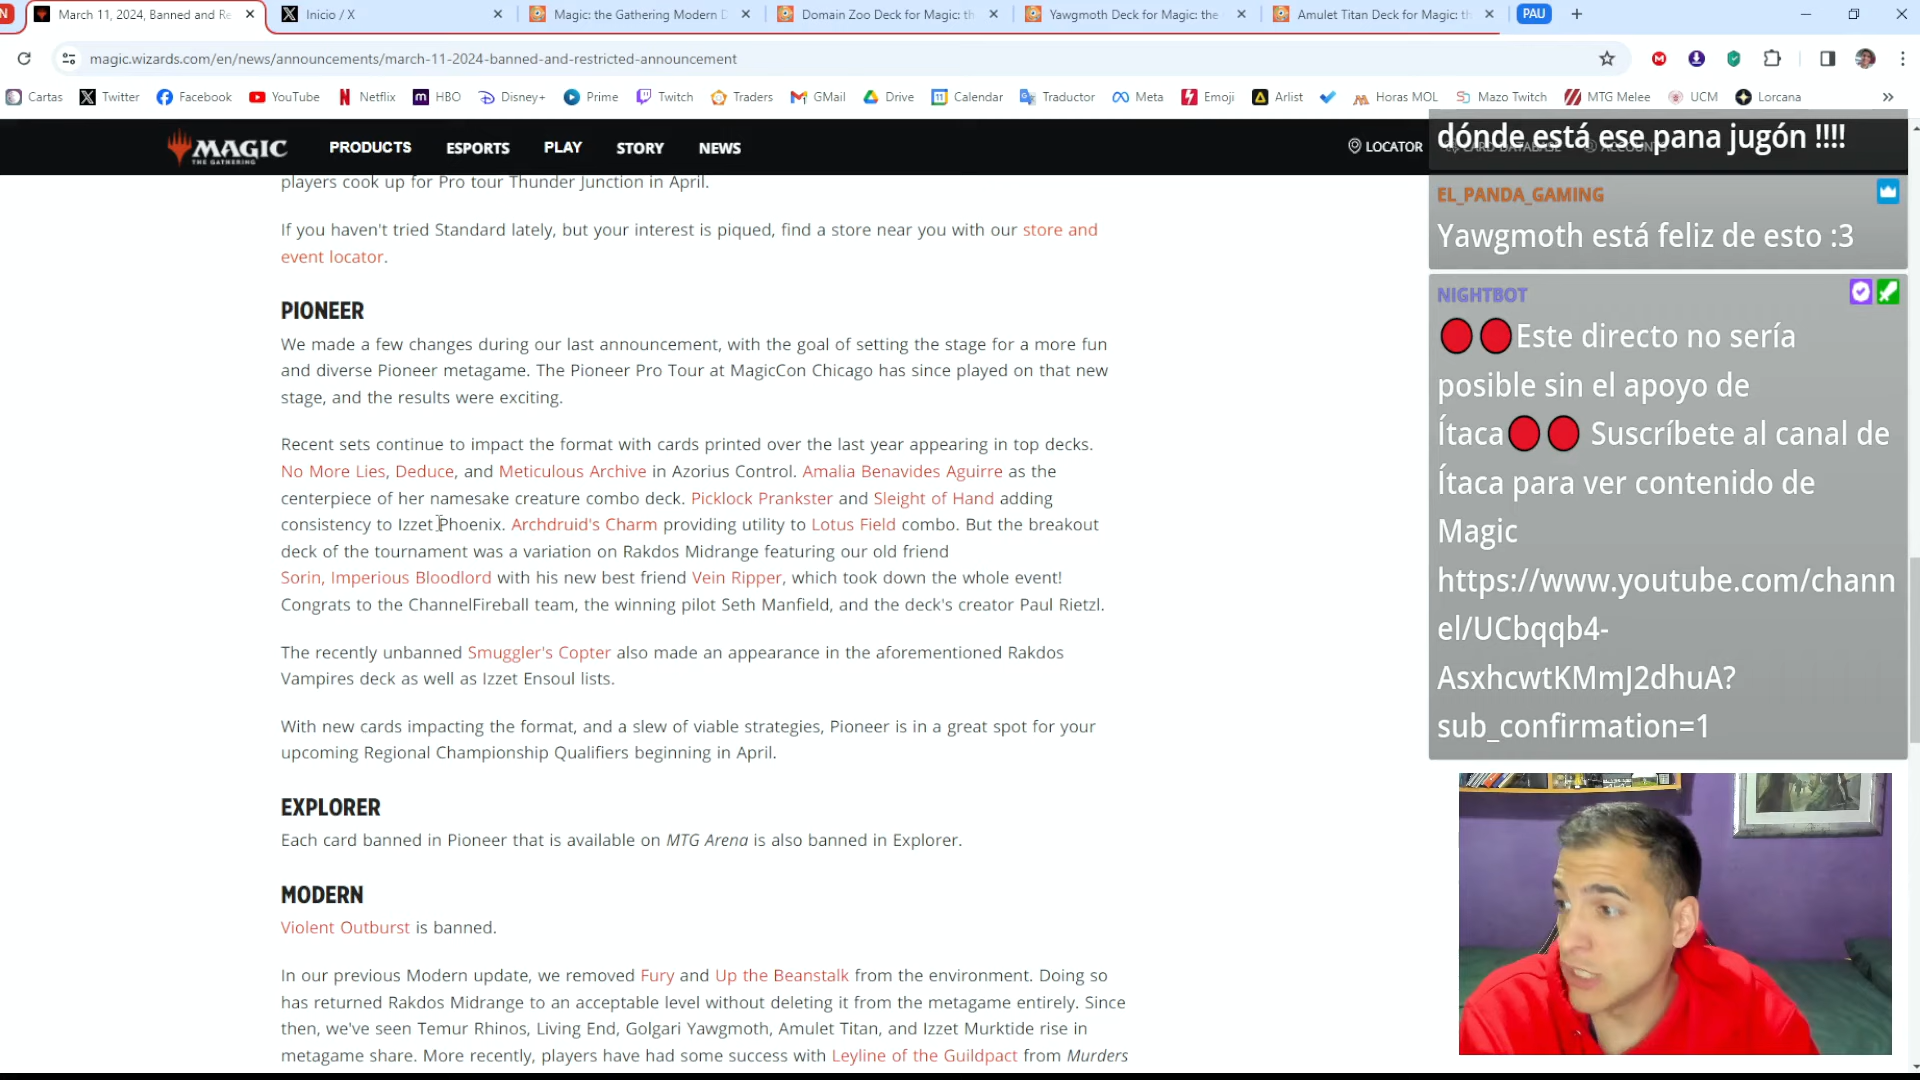 March 11, 2024, Banned and Re
Inicio / X
Magic: the Gathering Modern D
Domain Zoo Deck for Magic: th
Yawgmoth Deck for Magic: the
Amulet Titan Deck for Magic: th
PAU
magic.wizards.com/en/news/announcements/march-11-2024-banned-and-restricted-announcement
Cartas Twitter Facebook YouTube Netflix HBO Disney+ Prime Twitch Traders GMail Drive Calendar Traductor Meta Emoji Arlist Horas MOL Mazo Twitch MTG Melee UCM Lorcana
MAGIC
THE GATHERING
PRODUCTS ESPORTS PLAY STORY NEWS
LOCATOR
players cook up for Pro tour Thunder Junction in April.
If you haven't tried Standard lately, but your interest is piqued, find a store near you with our store and
event locator.
PIONEER
We made a few changes during our last announcement, with the goal of setting the stage for a more fun
and diverse Pioneer metagame. The Pioneer Pro Tour at MagicCon Chicago has since played on that new
stage, and the results were exciting.
Recent sets continue to impact the format with cards printed over the last year appearing in top decks.
No More Lies, Deduce, and Meticulous Archive in Azorius Control. Amalia Benavides Aguirre as the
centerpiece of her namesake creature combo deck. Picklock Prankster and Sleight of Hand adding
consistency to Izzet Phoenix. Archdruid's Charm providing utility to Lotus Field combo. But the breakout
deck of the tournament was a variation on Rakdos Midrange featuring our old friend
Sorin, Imperious Bloodlord with his new best friend Vein Ripper, which took down the whole event!
Congrats to the ChannelFireball team, the winning pilot Seth Manfield, and the deck's creator Paul Rietzl.
The recently unbanned Smuggler's Copter also made an appearance in the aforementioned Rakdos
Vampires deck as well as Izzet Ensoul lists.
With new cards impacting the format, and a slew of viable strategies, Pioneer is in a great spot for your
upcoming Regional Championship Qualifiers beginning in April.
EXPLORER
Each card banned in Pioneer that is available on MTG Arena is also banned in Explorer.
MODERN
Violent Outburst is banned.
In our previous Modern update, we removed Fury and Up the Beanstalk from the environment. Doing so
has returned Rakdos Midrange to an acceptable level without deleting it from the metagame entirely. Since
then, we've seen Temur Rhinos, Living End, Golgari Yawgmoth, Amulet Titan, and Izzet Murktide rise in
metagame share. More recently, players have had some success with Leyline of the Guildpact from Murders
dónde está ese pana jugón !!!!
EL_PANDA_GAMING
Yawgmoth está feliz de esto :3
NIGHTBOT
Este directo no sería
posible sin el apoyo de
Ítaca Suscríbete al canal de
Ítaca para ver contenido de
Magic
https://www.youtube.com/chann
el/UCbqqb4-
AsxhcwtKMmJ2dhuA?
sub_confirmation=1